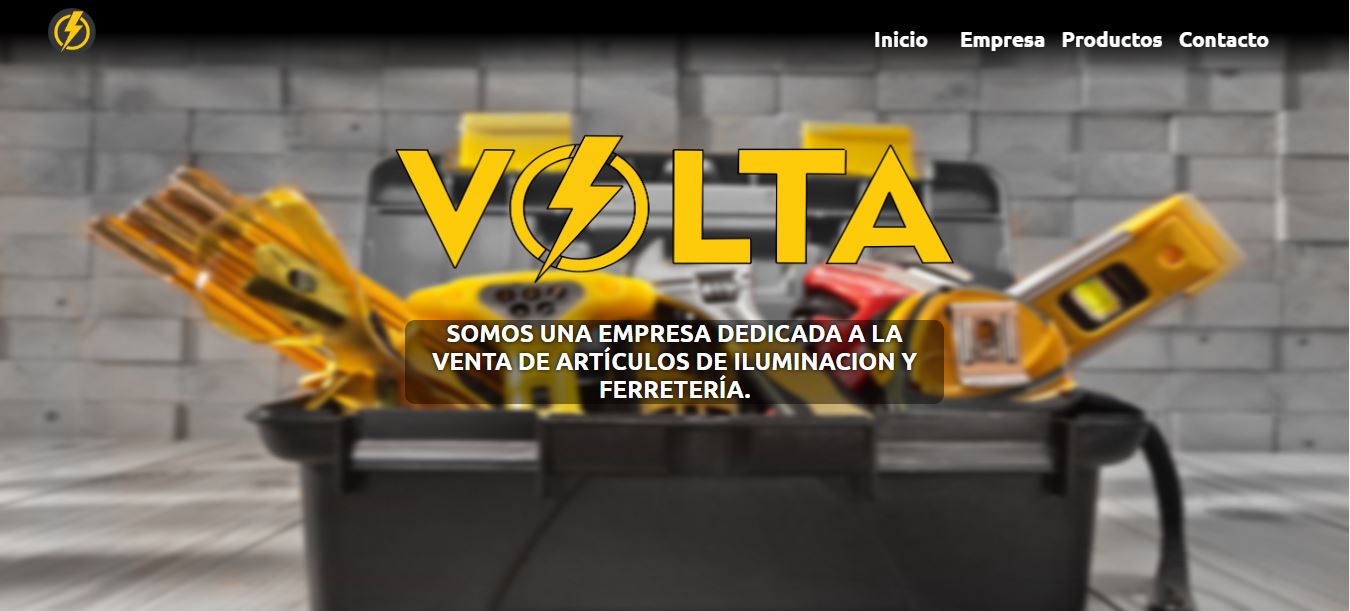 Inicio Empresa Productos Contacto
VOLTA
SOMOS UNA EMPRESA DEDICADA A LA
VENTA DE ARTÍCULOS DE ILUMINACION Y
FERRETERÍA.